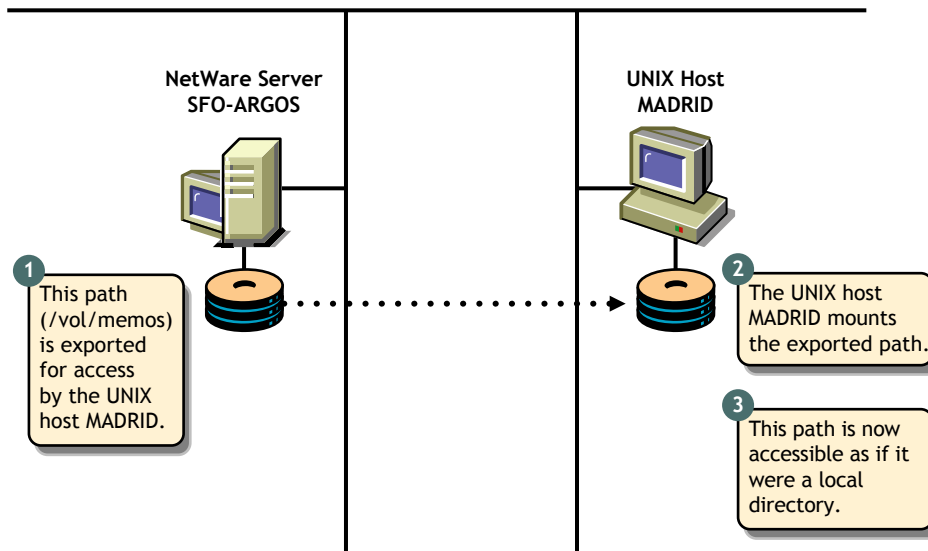 NetWare Server
SFO-ARGOS
UNIX Host
MADRID
1
This path
(/vol/memos)
is exported
for access
by the UNIX
host MADRID.
2
The UNIX host
MADRID mounts
the exported path.
3
This path is now
accessible as if it
were a local
directory.